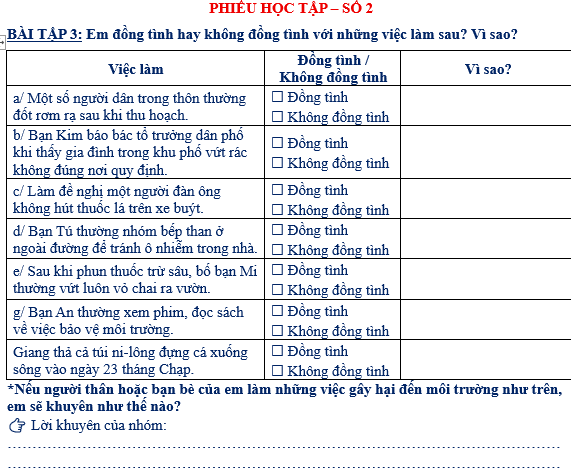 PHIẾU HỌC TẬP – SỐ 2
BÀI TẬP 3: Em đồng tình hay không đồng tình với những việc làm sau? Vì sao?
Việc làm
Đồng tình /
Không đồng tình
Vì sao?
a/ Một số người dân trong thôn thường
đốt rơm rạ sau khi thu hoạch.
☐ Đồng tình
☐ Không đồng tình
b/ Bạn Kim báo bác tổ trưởng dân phố
khi thấy gia đình trong khu phố vứt rác
không đúng nơi quy định.
☐ Đồng tình
☐ Không đồng tình
c/ Làm đề nghị một người đàn ông
không hút thuốc lá trên xe buýt.
☐ Đồng tình
☐ Không đồng tình
d/ Bạn Tú thường nhóm bếp than ở
ngoài đường để tránh ô nhiễm trong nhà.
☐ Đồng tình
☐ Không đồng tình
e/ Sau khi phun thuốc trừ sâu, bố bạn Mi
thường vứt luôn vỏ chai ra vườn.
☐ Đồng tình
☐ Không đồng tình
g/ Bạn An thường xem phim, đọc sách
về việc bảo vệ môi trường.
☐ Đồng tình
☐ Không đồng tình
Giang thả cả túi ni-lông đựng cá xuống
sông vào ngày 23 tháng Chạp.
☐ Đồng tình
☐ Không đồng tình
*Nếu người thân hoặc bạn bè của em làm những việc gây hại đến môi trường như trên,
em sẽ khuyên như thế nào?
Lời khuyên của nhóm: